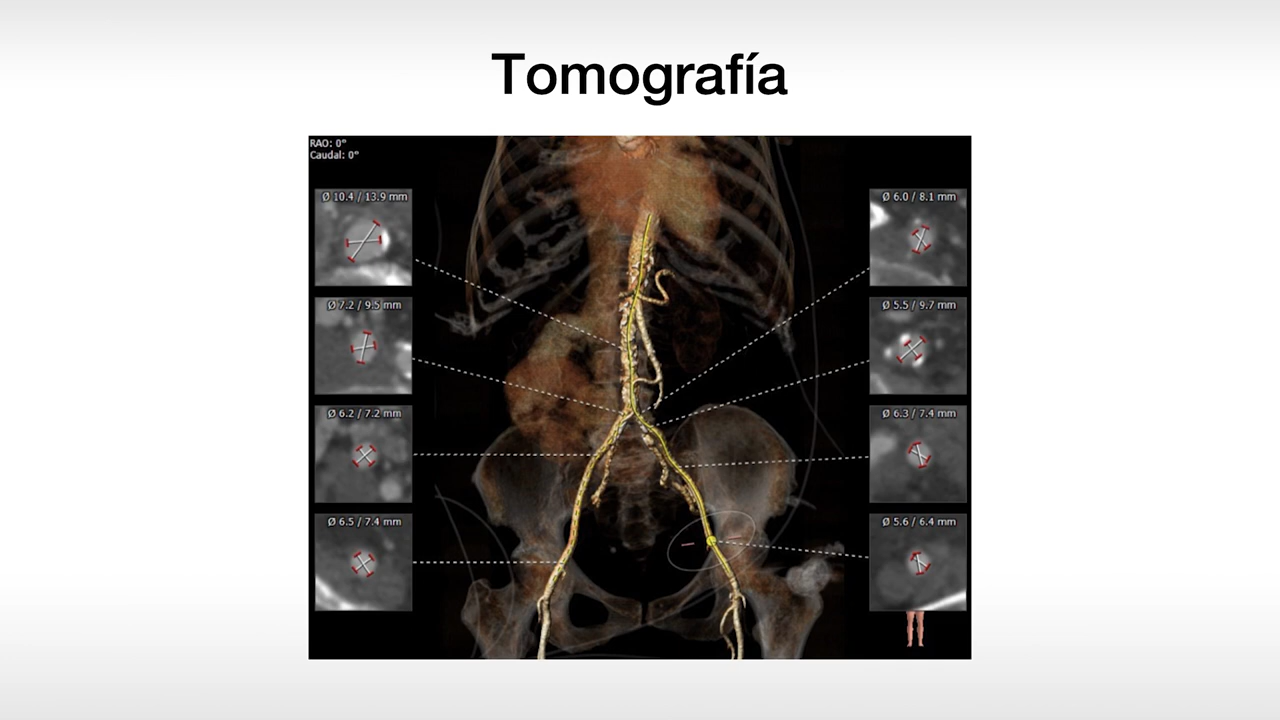 Tomografía
RAO: 0°
Caudal: 0°
Ø 10.4 / 13.9 mm
Ø 7.2 / 9.5 mm
Ø 6.2 / 7.2 mm
Ø 6.5 / 7.4 mm
Ø 6.0 / 8.1 mm
Ø 5.5 / 9.7 mm
Ø 6.3 / 7.4 mm
Ø 5.6 / 6.4 mm